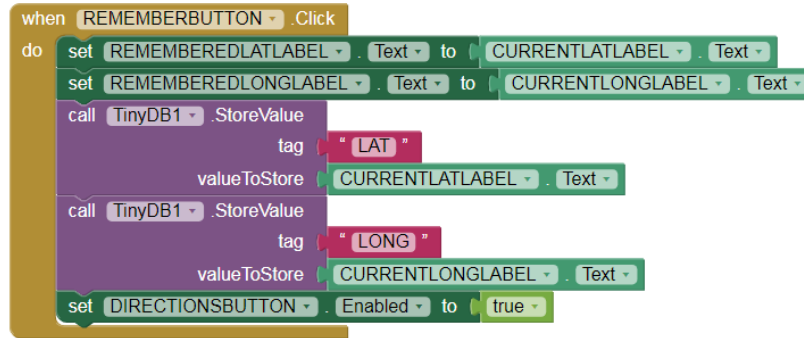 when REMEMBERBUTTON .Click
do set REMEMBEREDLATLABEL . Text to CURRENTLATLABEL . Text
set REMEMBEREDLONGLABEL . Text to CURRENTLONGLABEL . Text
call TinyDB1 .StoreValue
tag " LAT "
valueToStore CURRENTLATLABEL . Text
call TinyDB1 .StoreValue
tag " LONG "
valueToStore CURRENTLONGLABEL . Text
set DIRECTIONSBUTTON . Enabled to true